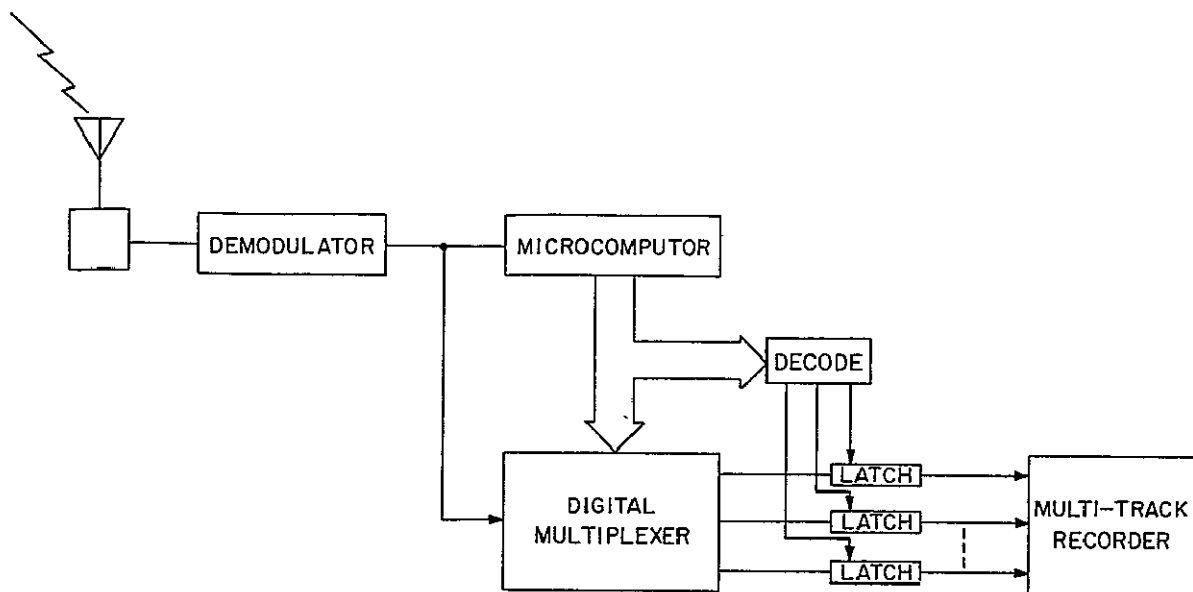 DEMODULATOR
MICROCOMPUTOR
DECODE
LATCH
DIGITAL
MULTIPLEXER
LATCH
MULTI-TRACK
RECORDER
LATCH